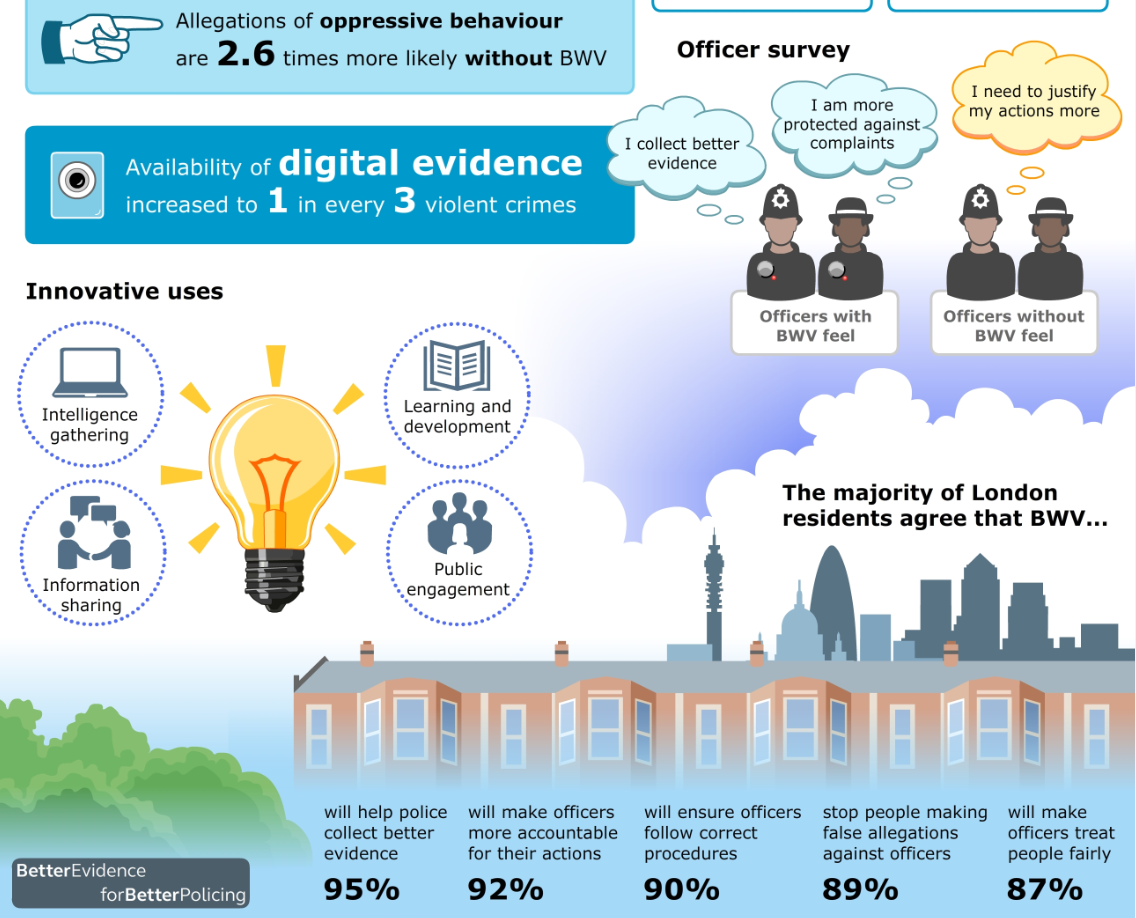 Allegations of oppressive behaviour
are 2.6 times more likely without BWV
Availability of digital evidence
increased to 1 in every 3 violent crimes
Officer survey
I collect better
evidence
I am more
protected against
complaints
I need to justify
my actions more
Officers with
BWV feel
Officers without
BWV feel
Innovative uses
Intelligence
gathering
Learning and
development
Information
sharing
Public
engagement
The majority of London
residents agree that BWV...
will help police
collect better
evidence
95%
will make officers
more accountable
for their actions
92%
will ensure officers
follow correct
procedures
90%
stop people making
false allegations
against officers
89%
will make
officers treat
people fairly
87%
BetterEvidence
forBetterPolicing